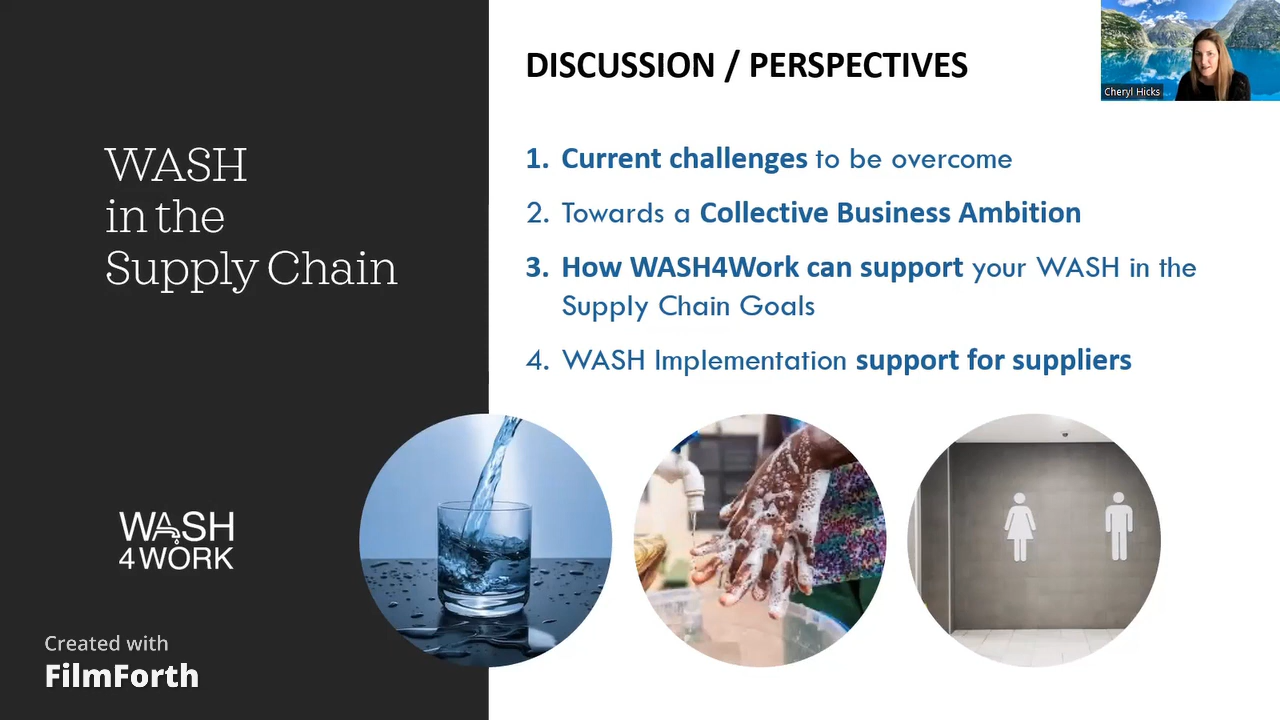 WASH
in the
Supply Chain
DISCUSSION / PERSPECTIVES
Cheryl Hicks
1. Current challenges to be overcome
2. Towards a Collective Business Ambition
3. How WASH4Work can support your WASH in the
Supply Chain Goals
4. WASH Implementation support for suppliers
WASH
4WORK
Created with
FilmForth